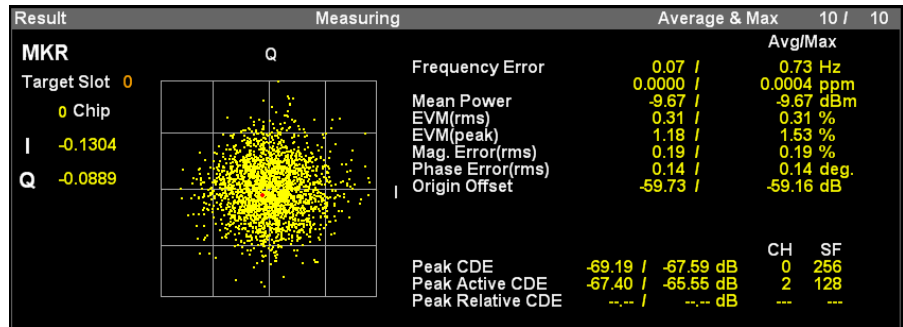 Result Measuring Average & Max 10 / 10
MKR
Target Slot 0
0 Chip
I -0.1304
Q -0.0889
Q
I
Avg/Max
Frequency Error 0.07 / 0.73 Hz
0.0000 / 0.0004 ppm
Mean Power -9.67 / -9.67 dBm
EVM(rms) 0.31 / 0.31 %
EVM(peak) 1.18 / 1.53 %
Mag. Error(rms) 0.19 / 0.19 %
Phase Error(rms) 0.14 / 0.14 deg.
Origin Offset -59.73 / -59.16 dB
CH SF
Peak CDE -69.19 / -67.59 dB 0 256
Peak Active CDE -67.40 / -65.55 dB 2 128
Peak Relative CDE --.-- / --.-- dB --- ---